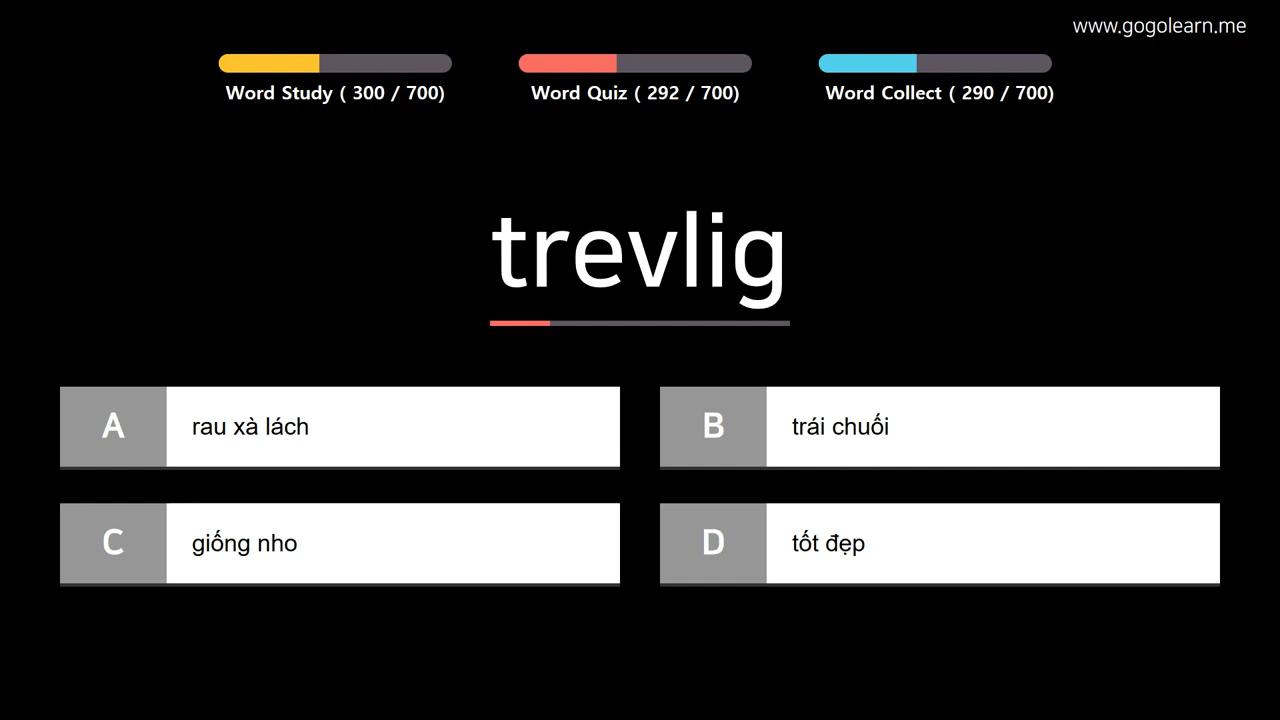 www.gogolearn.me
Word Study ( 300 / 700)
Word Quiz ( 292 / 700)
Word Collect ( 290 / 700)
trevlig
A
rau xà lách
B
trái chuối
C
giống nho
D
tốt đẹp